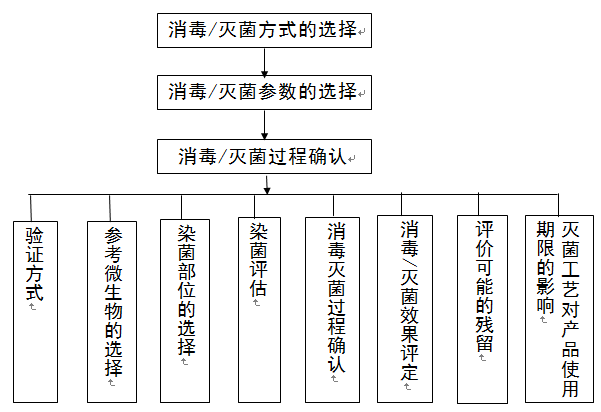 消毒/灭菌方式的选择
消毒/灭菌参数的选择
消毒/灭菌过程确认
验证方式
参考微生物的选择
染菌部位的选择
染菌评估
消毒灭菌过程确认
消毒/灭菌效果评定
评价可能的残留
灭菌工艺对产品使用
期限的影响